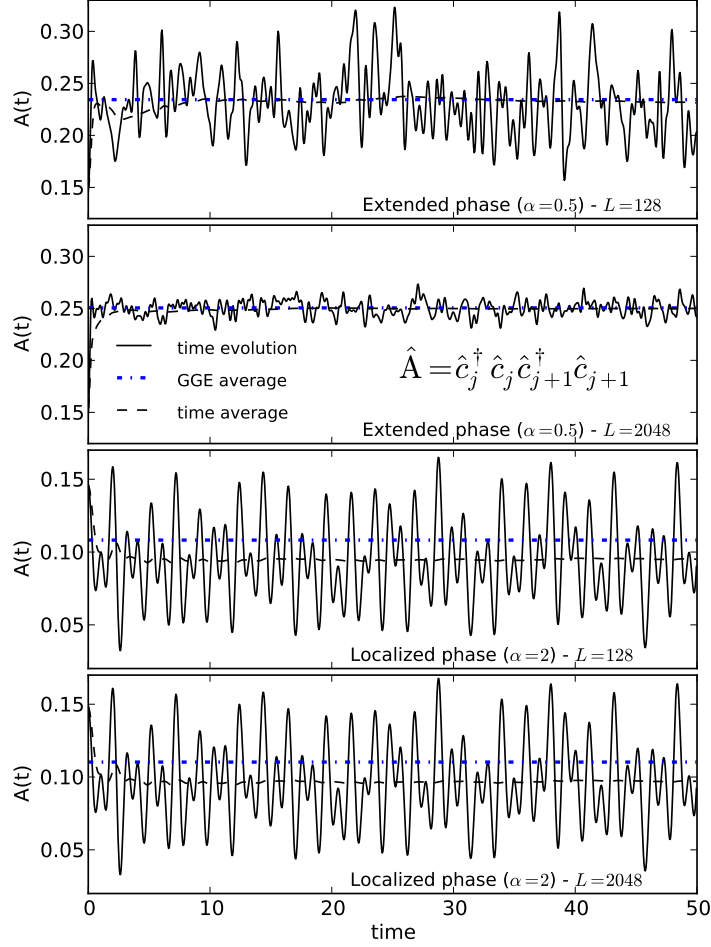 0.30
0.25
0.20
0.15
A(t)
Extended phase (α=0.5) - L=128
0.30
0.25
0.20
0.15
A(t)
time evolution
GGE average
time average
Â=ĉ†_j ĉ_j ĉ†_{j+1} ĉ_{j+1}
Extended phase (α=0.5) - L=2048
0.15
0.10
0.05
A(t)
Localized phase (α=2) - L=128
0.15
0.10
0.05
A(t)
Localized phase (α=2) - L=2048
0 10 20 30 40 50
time